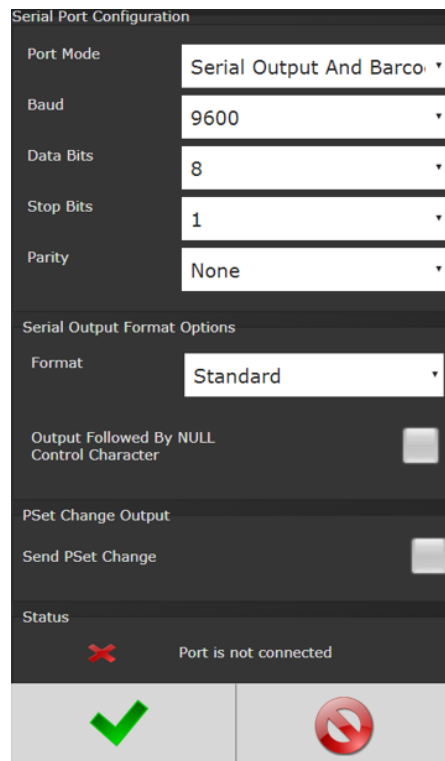 Serial Port Configuration
Port Mode
Serial Output And Barco
Baud
9600
Data Bits
8
Stop Bits
1
Parity
None
Serial Output Format Options
Format
Standard
Output Followed By NULL
Control Character
PSet Change Output
Send PSet Change
Status
Port is not connected